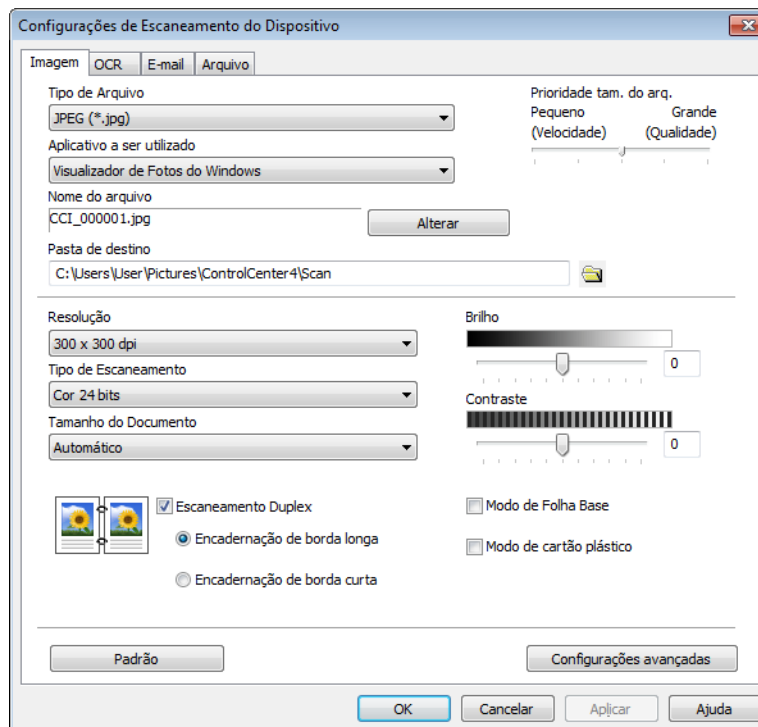 Configurações de Escaneamento do Dispositivo
Imagem OCR E-mail Arquivo
Tipo de Arquivo
JPEG (*.jpg)
Prioridade tam. do arq.
Pequeno Grande
(Velocidade) (Qualidade)
Aplicativo a ser utilizado
Visualizador de Fotos do Windows
Nome do arquivo
CCI_000001.jpg
Alterar
Pasta de destino
C:\Users\User\Pictures\ControlCenter4\Scan
Resolução
300 x 300 dpi
Tipo de Escaneamento
Cor 24 bits
Tamanho do Documento
Automático
Brilho
0
Contraste
0
Escaneamento Duplex
Encadernação de borda longa
Encadernação de borda curta
Modo de Folha Base
Modo de cartão plástico
Padrão
Configurações avançadas
OK Cancelar Aplicar Ajuda